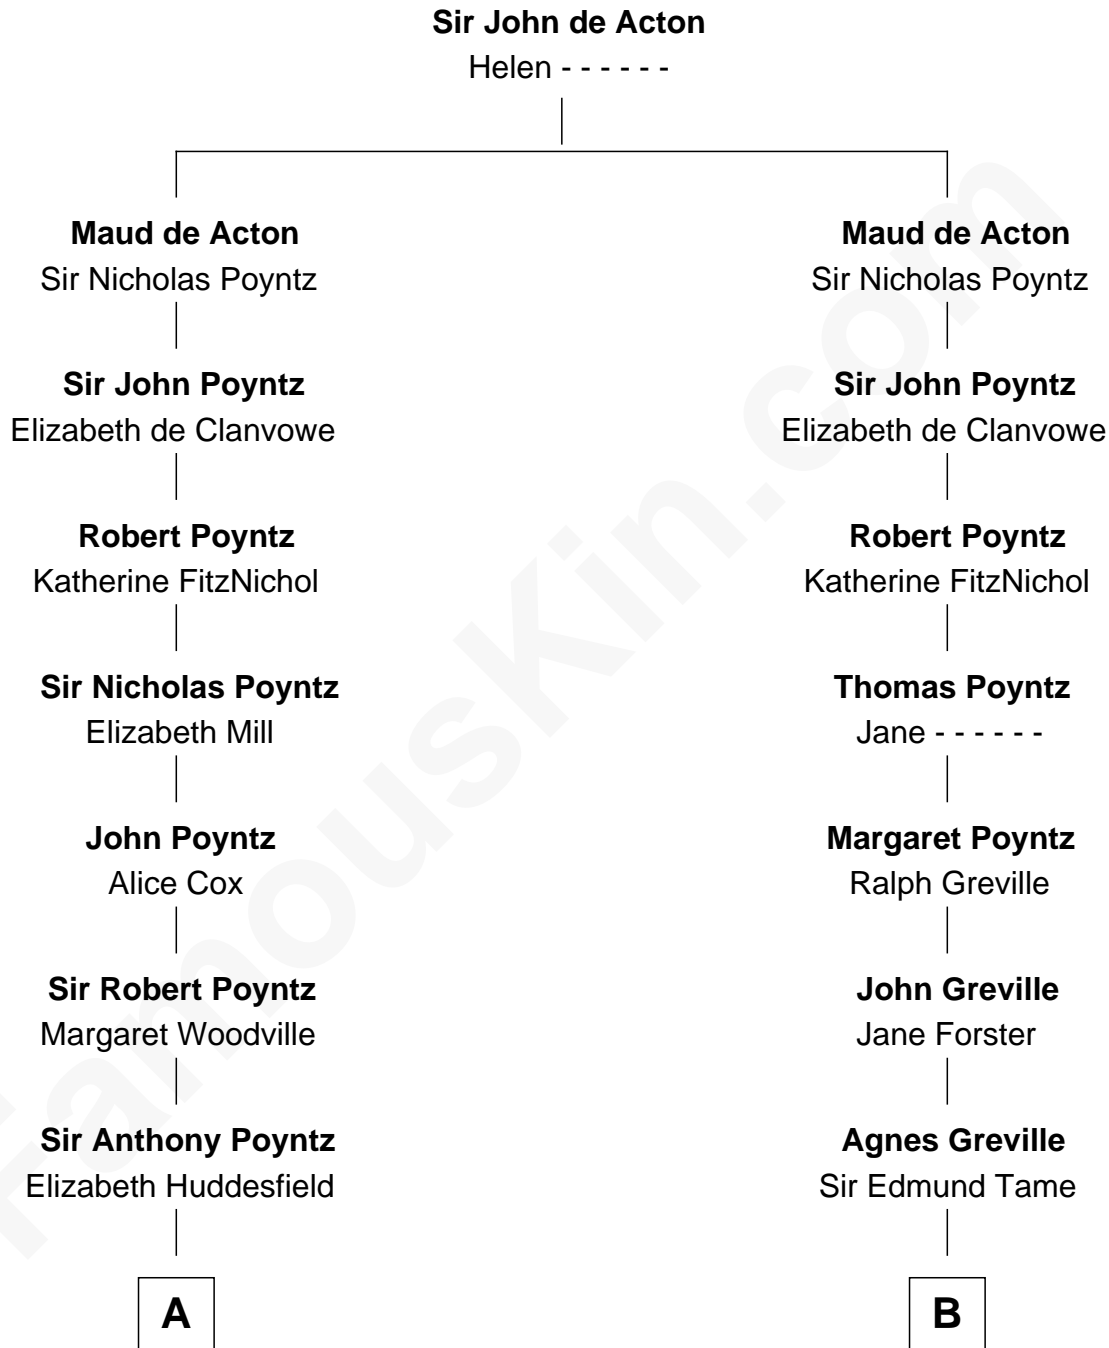 Sir John de Acton
Helen - - - - - -
Maud de Acton
Sir Nicholas Poyntz
Maud de Acton
Sir Nicholas Poyntz
Sir John Poyntz
Elizabeth de Clanvowe
Sir John Poyntz
Elizabeth de Clanvowe
Robert Poyntz
Katherine FitzNichol
Robert Poyntz
Katherine FitzNichol
Sir Nicholas Poyntz
Elizabeth Mill
Thomas Poyntz
Jane - - - - - -
John Poyntz
Alice Cox
Margaret Poyntz
Ralph Greville
Sir Robert Poyntz
Margaret Woodville
John Greville
Jane Forster
Sir Anthony Poyntz
Elizabeth Huddesfield
Agnes Greville
Sir Edmund Tame
A
B
FamousKin.com